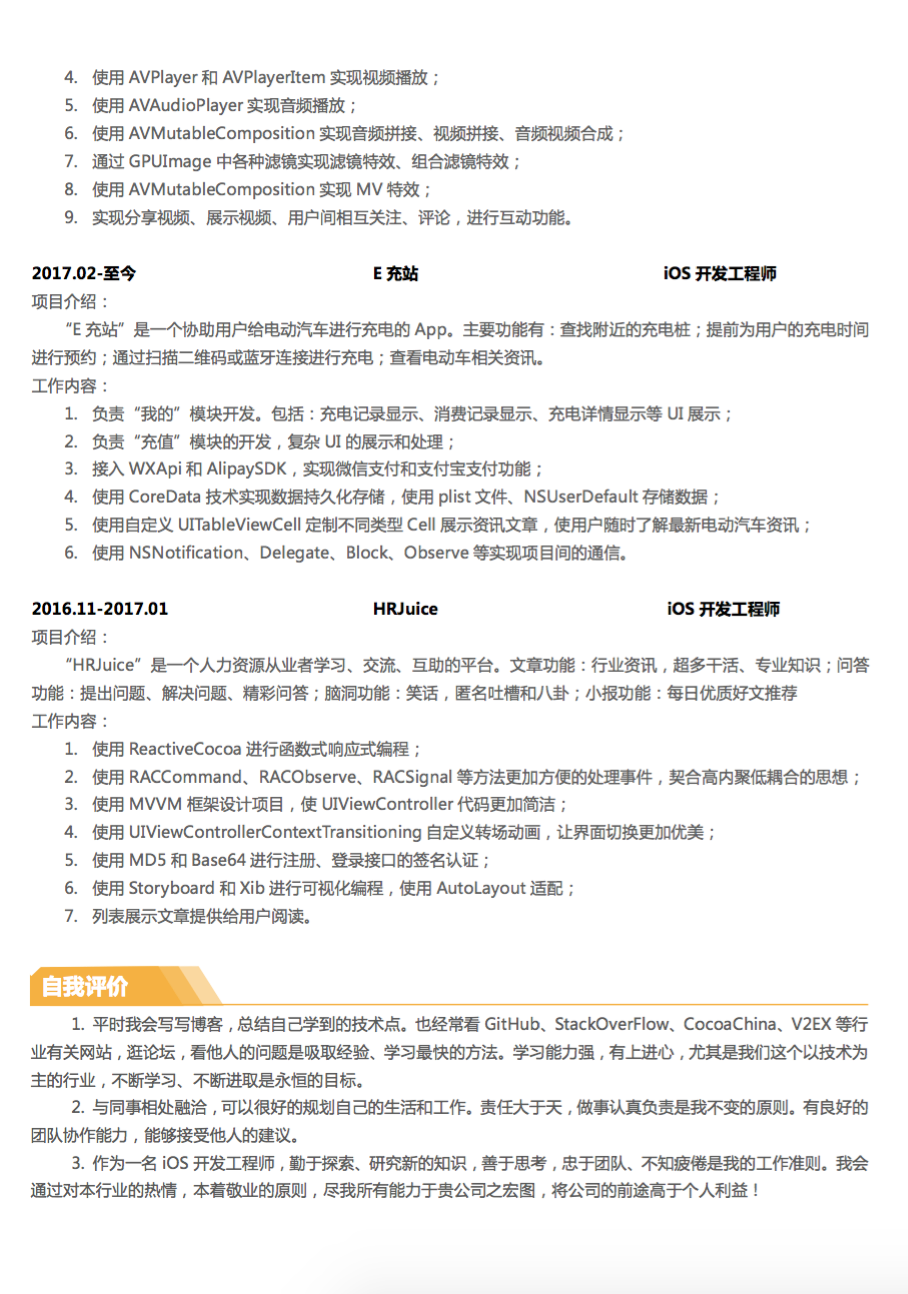 4. 使用 AVPlayer 和 AVPlayerItem 实现视频播放；
5. 使用 AVAudioPlayer 实现音频播放；
6. 使用 AVMutableComposition 实现音频拼接、视频拼接、音频视频合成；
7. 通过 GPUImage 中各种滤镜实现滤镜特效、组合滤镜特效；
8. 使用 AVMutableComposition 实现 MV 特效；
9. 实现分享视频、展示视频、用户间相互关注、评论，进行互动功能。
2017.02-至今 E 充站 iOS 开发工程师
项目介绍：
“E 充站”是一个协助用户给电动汽车进行充电的 App。主要功能有：查找附近的充电桩；提前为用户的充电时间
进行预约；通过扫描二维码或蓝牙连接进行充电；查看电动车相关资讯。
工作内容：
1. 负责“我的”模块开发。包括：充电记录显示、消费记录显示、充电详情显示等 UI 展示；
2. 负责“充值”模块的开发，复杂 UI 的展示和处理；
3. 接入 WXApi 和 AlipaySDK，实现微信支付和支付宝支付功能；
4. 使用 CoreData 技术实现数据持久化存储，使用 plist 文件、NSUserDefault 存储数据；
5. 使用自定义 UITableViewCell 定制不同类型 Cell 展示资讯文章，使用户随时了解最新电动汽车资讯；
6. 使用 NSNotification、Delegate、Block、Observe 等实现项目间的通信。
2016.11-2017.01 HRJuice iOS 开发工程师
项目介绍：
“HRJuice”是一个人力资源从业者学习、交流、互助的平台。文章功能：行业资讯，超多干活、专业知识；问答
功能：提出问题、解决问题、精彩问答；脑洞功能：笑话，匿名吐槽和八卦；小报功能：每日优质好文推荐
工作内容：
1. 使用 ReactiveCocoa 进行函数式响应式编程；
2. 使用 RACCommand、RACObserve、RACSignal 等方法更加方便的处理事件，契合高内聚低耦合的思想；
3. 使用 MVVM 框架设计项目，使 UIViewController 代码更加简洁；
4. 使用 UIViewControllerContextTransitioning 自定义转场动画，让界面切换更加优美；
5. 使用 MD5 和 Base64 进行注册、登录接口的签名认证；
6. 使用 Storyboard 和 Xib 进行可视化编程，使用 AutoLayout 适配；
7. 列表展示文章提供给用户阅读。
自我评价
1. 平时我会写写博客，总结自己学到的技术点。也经常看 GitHub、StackOverFlow、CocoaChina、V2EX 等行
业有关网站，逛论坛，看他人的问题是吸取经验、学习最快的方法。学习能力强，有上进心，尤其是我们这个以技术为
主的行业，不断学习、不断进取是永恒的目标。
2. 与同事相处融洽，可以很好的规划自己的生活和工作。责任大于天，做事认真负责是我不变的原则。有良好的
团队协作能力，能够接受他人的建议。
3. 作为一名 iOS 开发工程师，勤于探索、研究新的知识，善于思考，忠于团队、不知疲倦是我的工作准则。我会
通过对本行业的热情，本着敬业的原则，尽我所有能力于贵公司之宏图，将公司的前途高于个人利益！